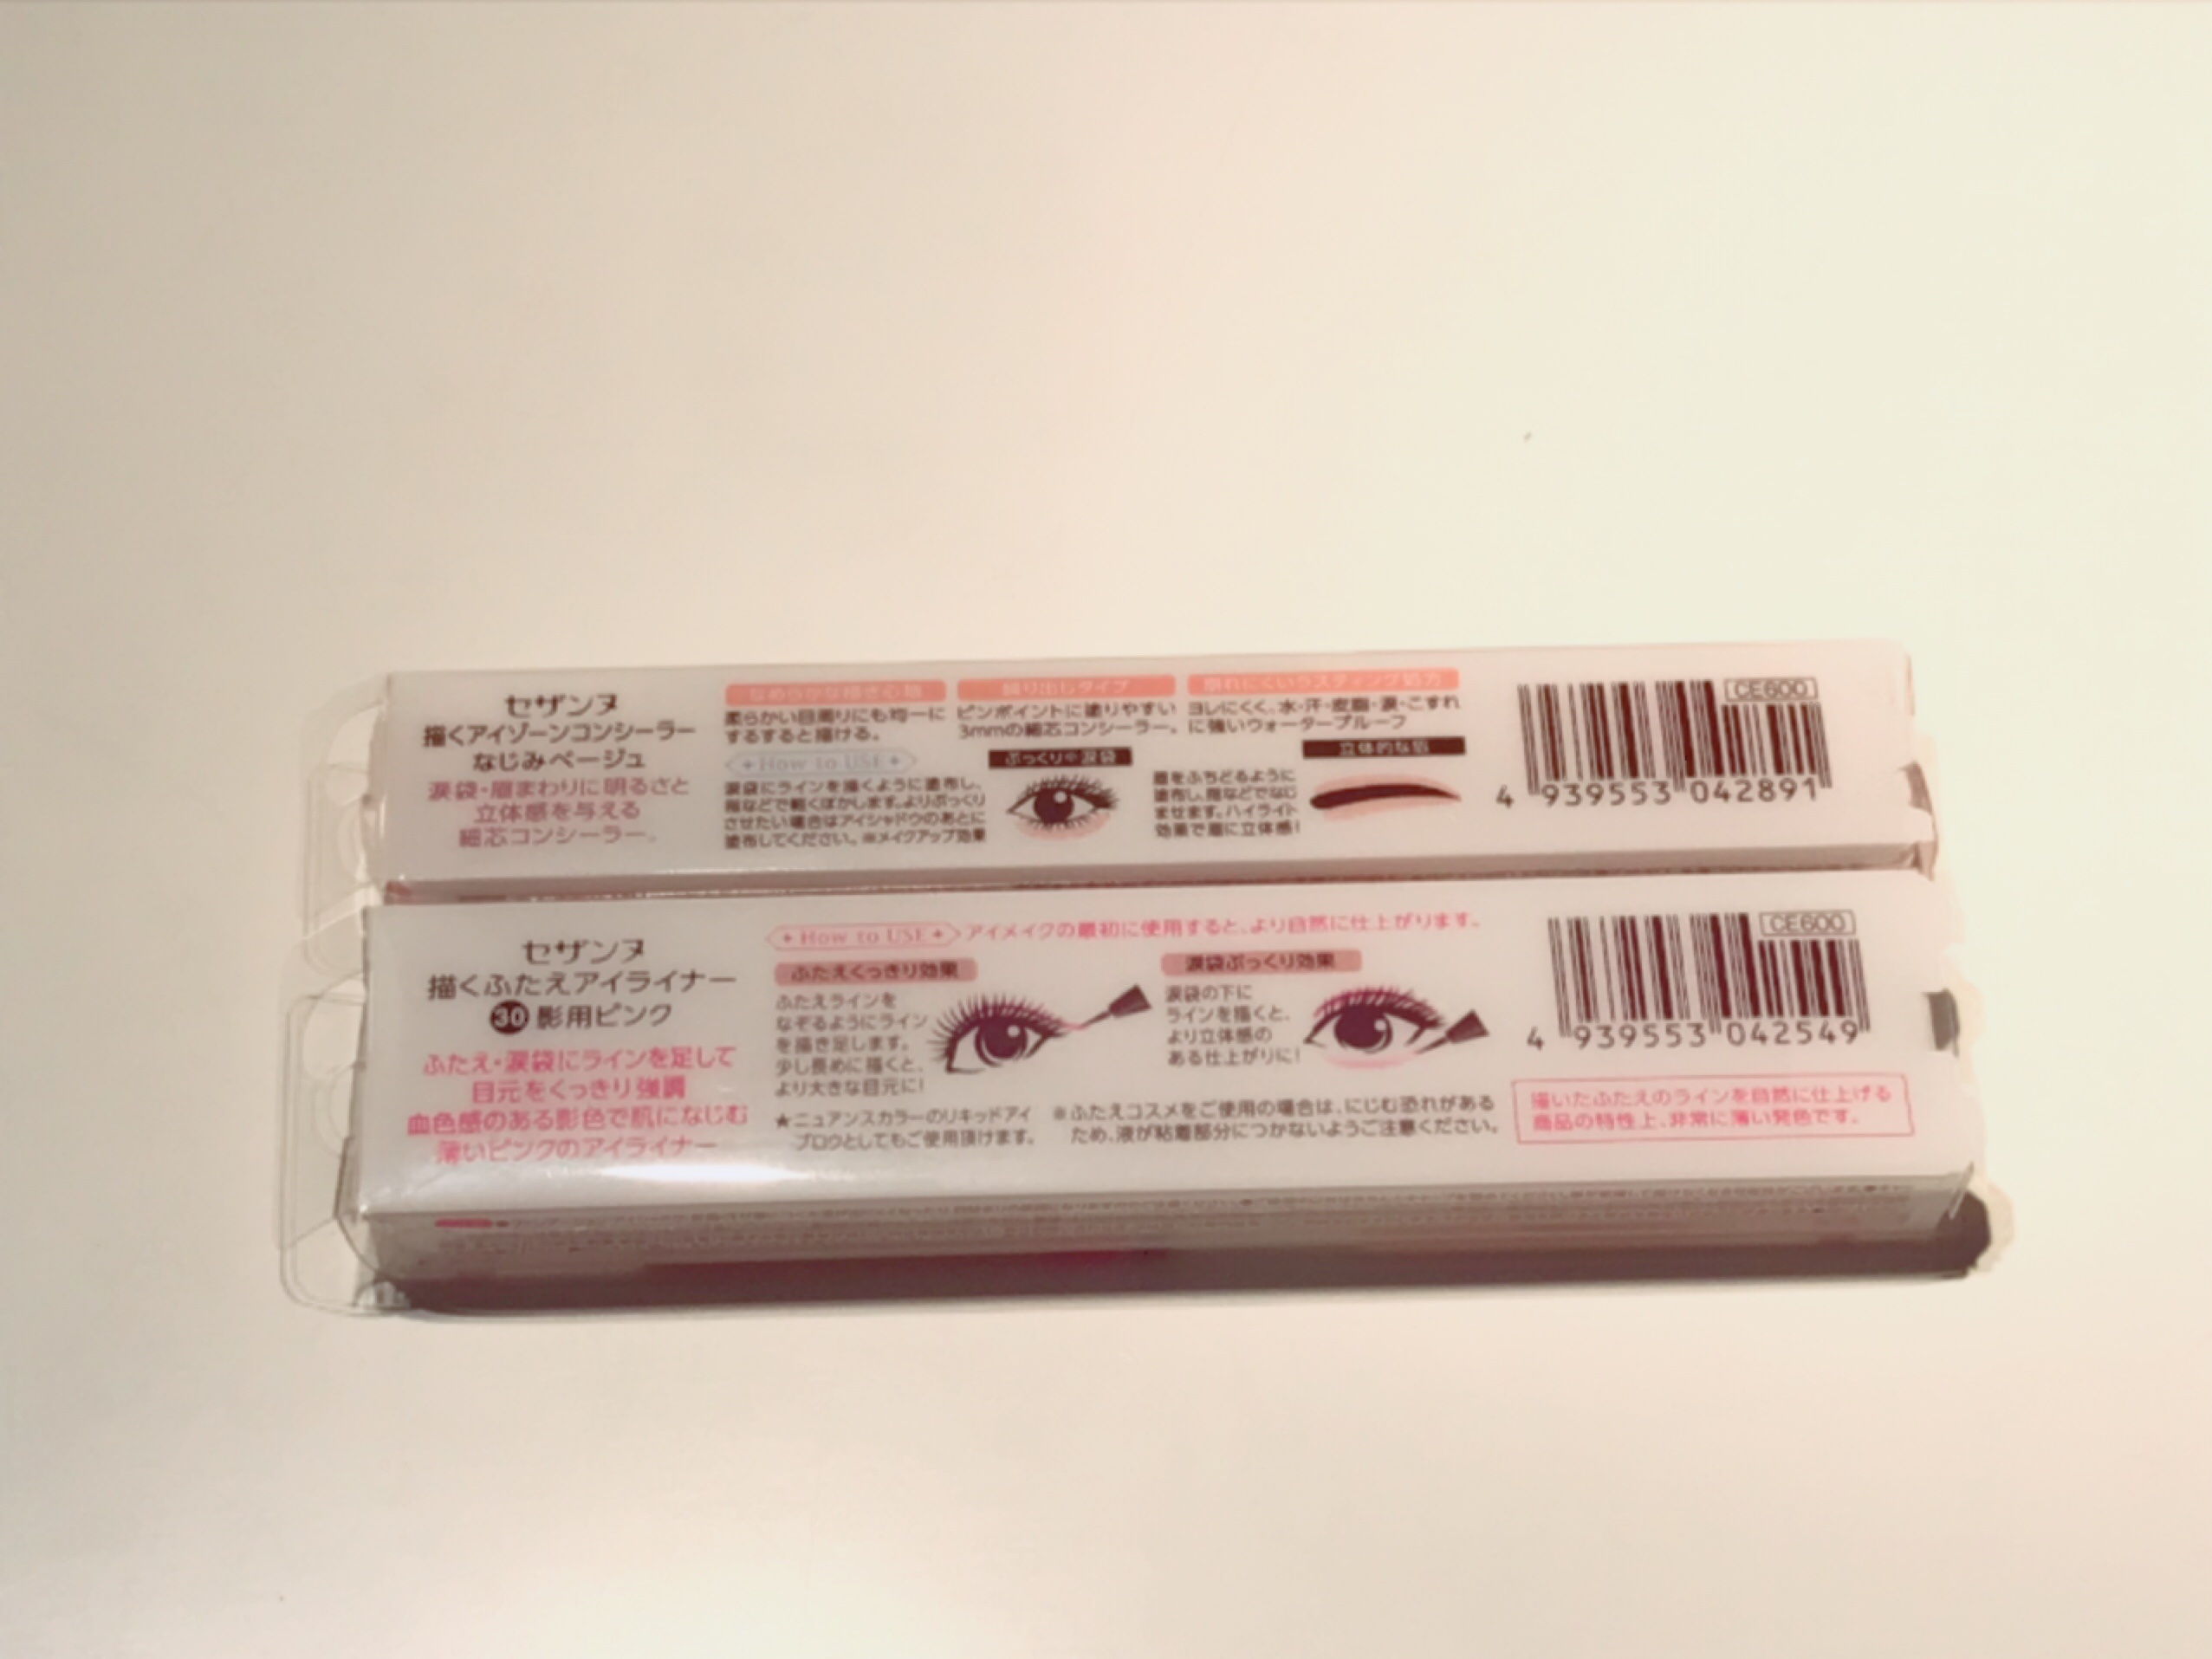 セザンヌ
描くアイゾーンコンシーラー
なじみベージュ
涙袋・眉まわりに明るさと
立体感を与える
細芯コンシーラー。
なめらかな描き心地
柔らかい目周りにも均一に
するすると描ける。
繰り出しタイプ
ピンポイントに塗りやすい
3mmの細芯コンシーラー。
崩れにくいラスティング処方
ヨレにくく、水・汗・皮脂・涙・こすれ
に強いウォータープルーフ
How to USE
涙袋にラインを描くように塗布し、
指などで軽くぼかします。よりぷっくり
させたい場合はアイシャドウのあとに
塗布してください。※メイクアップ効果
ぷっくり※涙袋
眉をふちどるように
塗布し、指などでなじ
ませます。ハイライト
効果で眉に立体感!
立体的な眉
CE600
4 939553 042891
セザンヌ
描くふたえアイライナー
30 影用ピンク
ふたえ・涙袋にラインを足して
目元をくっきり強調
血色感のある影色で肌になじむ
薄いピンクのアイライナー
How to USE アイメイクの最初に使用すると、より自然に仕上がります。
ふたえくっきり効果
ふたえラインを
なぞるようにライン
を描き足します。
少し長めに描くと、
より大きな目元に!
涙袋ぷっくり効果
涙袋の下に
ラインを描くと、
より立体感の
ある仕上がりに!
★ニュアンスカラーのリキッドアイ
ブロウとしてもご使用頂けます。
※ふたえコスメをご使用の場合は、にじむ恐れがある
ため、液が粘着部分につかないようご注意ください。
CE600
4 939553 042549
描いたふたえのラインを自然に仕上げる
商品の特性上、非常に薄い発色です。